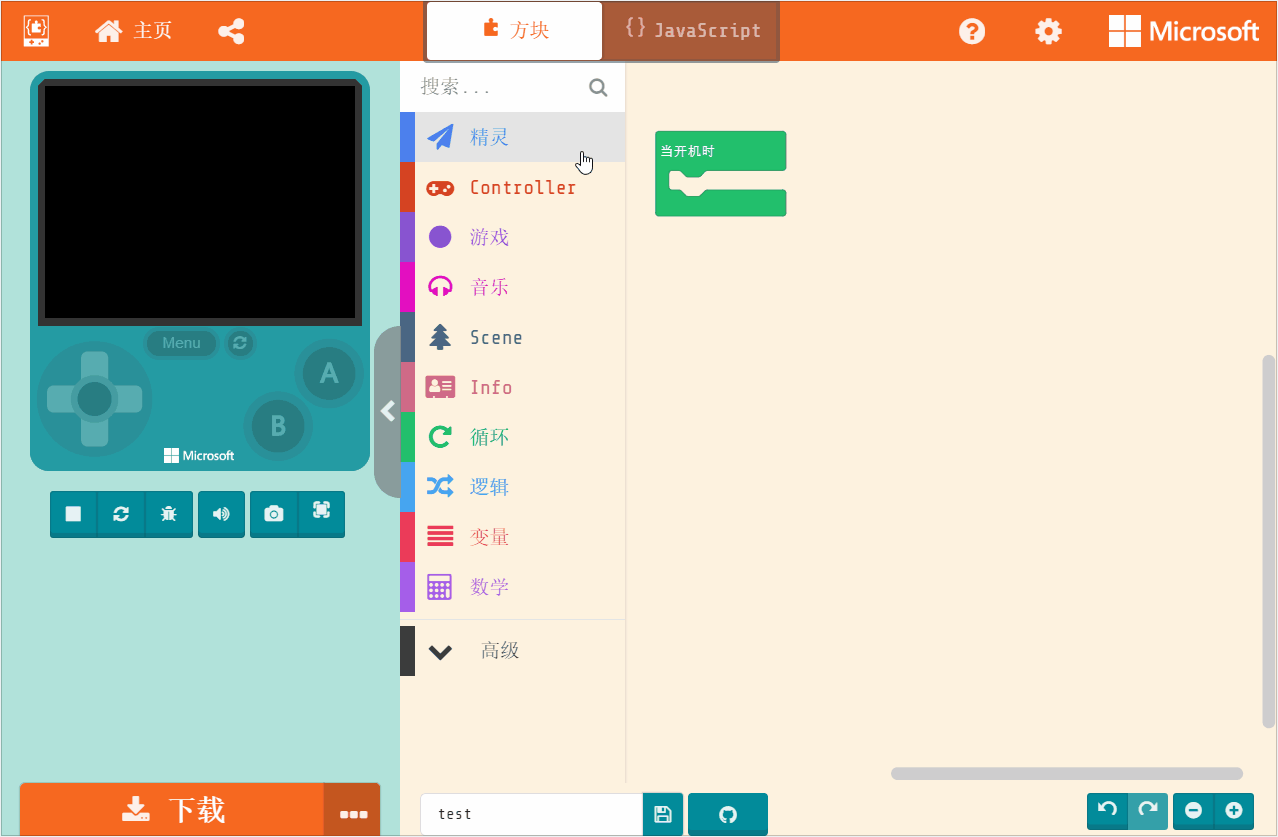 主页
方块
{} JavaScript
Microsoft
搜索...
精灵
Controller
游戏
音乐
Scene
Info
循环
逻辑
变量
数学
高级
当开机时
Menu
A
B
Microsoft
下载
test